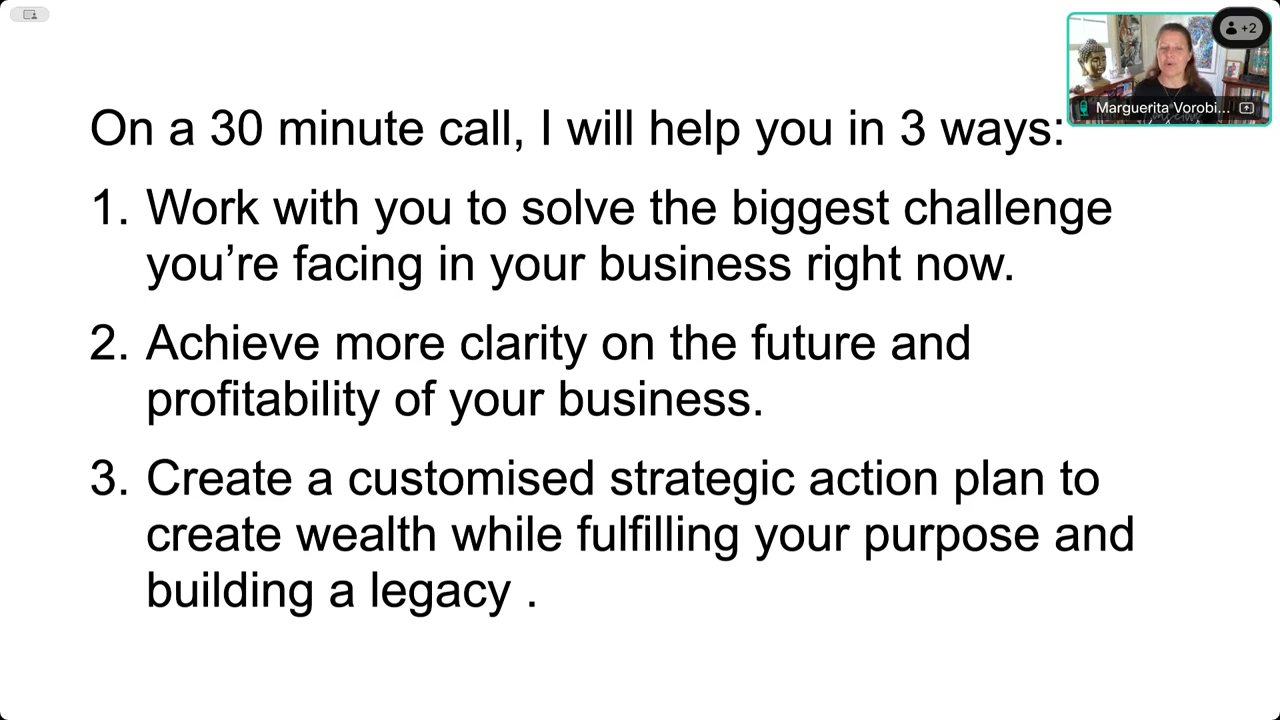 +2
Marguerita Vorobi...
On a 30 minute call, I will help you in 3 ways:
1. Work with you to solve the biggest challenge
you’re facing in your business right now.
2. Achieve more clarity on the future and
profitability of your business.
3. Create a customised strategic action plan to
create wealth while fulfilling your purpose and
building a legacy .